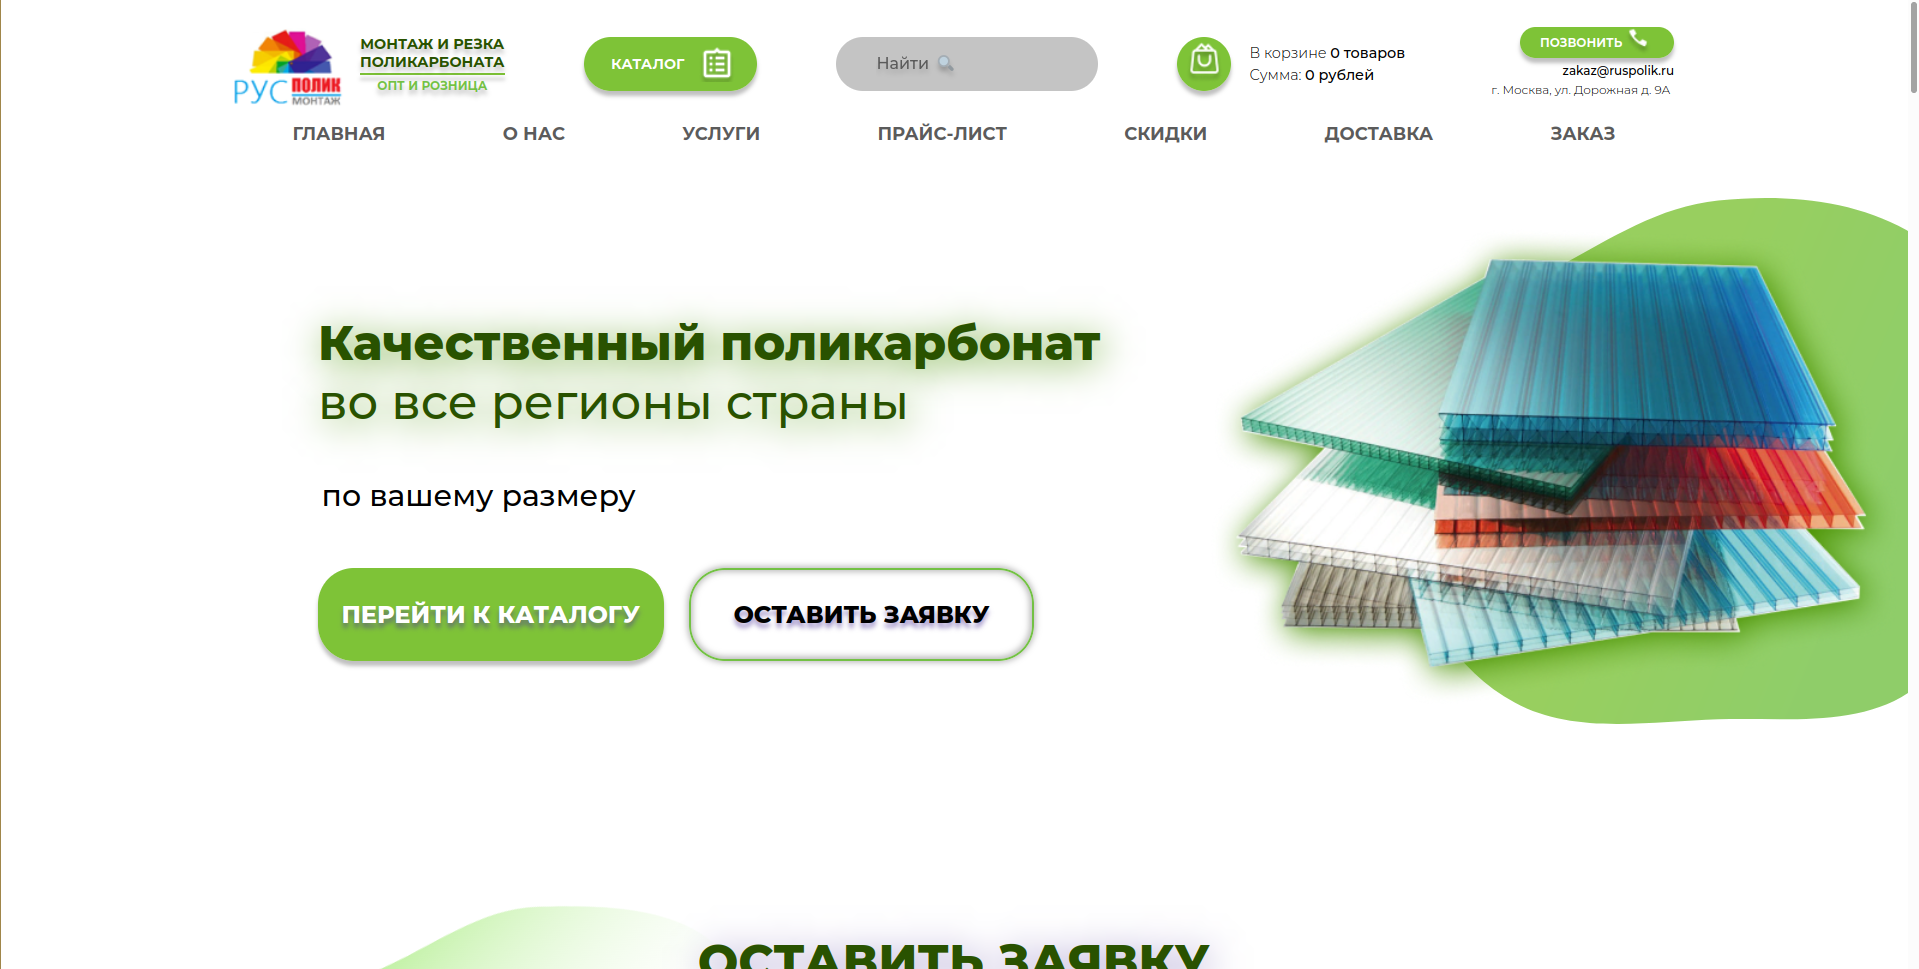 РУС ПОЛИК
МОНТАЖ
МОНТАЖ И РЕЗКА
ПОЛИКАРБОНАТА
ОПТ И РОЗНИЦА
КАТАЛОГ
Найти
В корзине 0 товаров
Сумма: 0 рублей
ПОЗВОНИТЬ
zakaz@ruspolik.ru
г. Москва, ул. Дорожная д. 9А
ГЛАВНАЯ О НАС УСЛУГИ ПРАЙС-ЛИСТ СКИДКИ ДОСТАВКА ЗАКАЗ
Качественный поликарбонат
во все регионы страны
по вашему размеру
ПЕРЕЙТИ К КАТАЛОГУ ОСТАВИТЬ ЗАЯВКУ
ОСТАВИТЬ ЗАЯВКУ